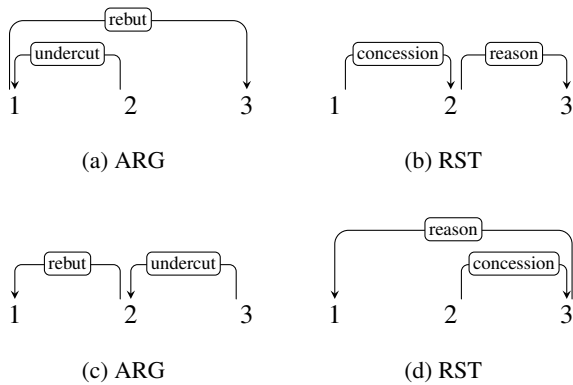 rebut
undercut
1 2 3
(a) ARG
concession reason
1 2 3
(b) RST
rebut undercut
1 2 3
(c) ARG
reason
concession
1 2 3
(d) RST